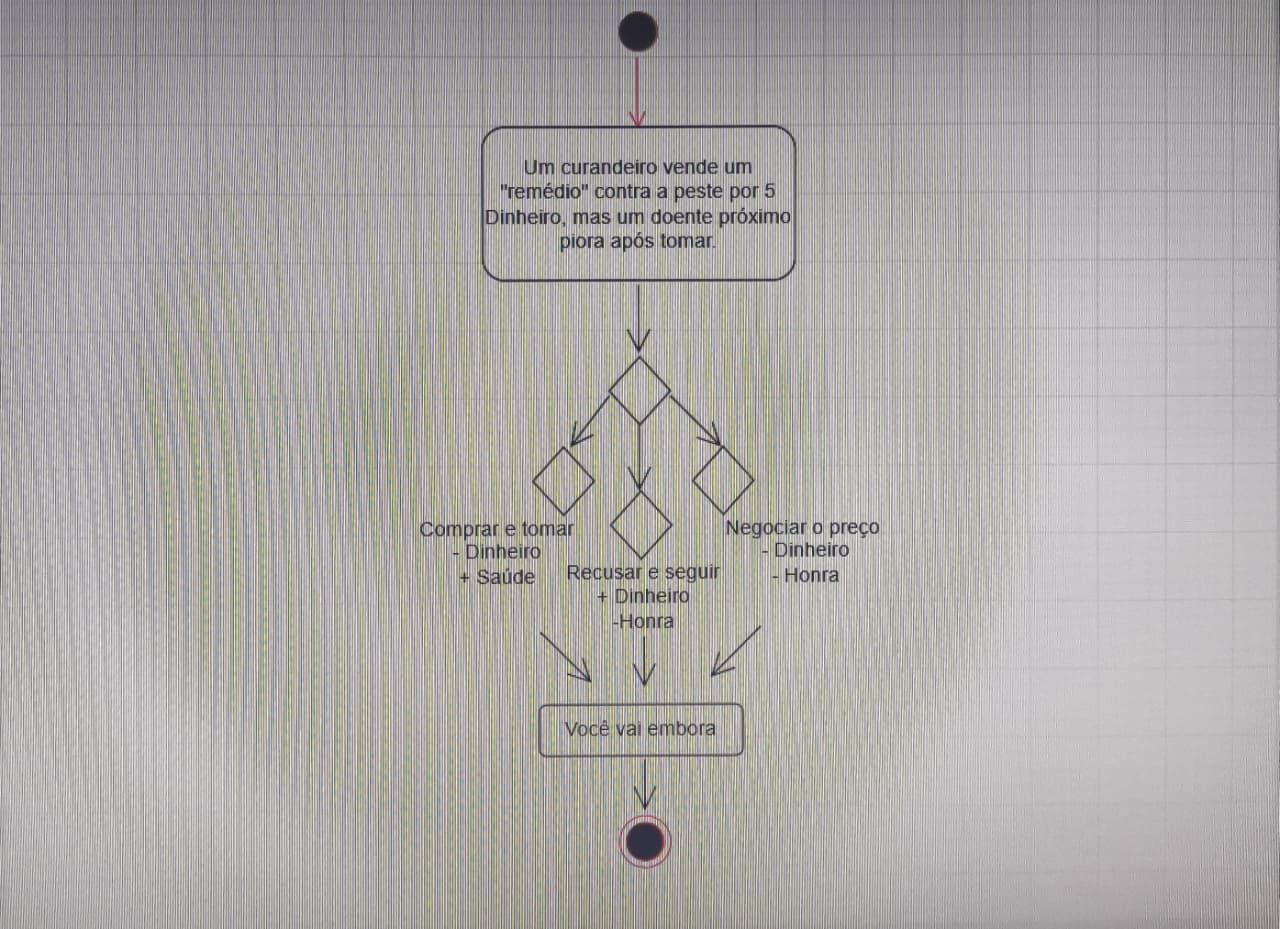 Um curandeiro vende um
"remédio" contra a peste por 5
Dinheiro, mas um doente próximo
piora após tomar.
Comprar e tomar
- Dinheiro
+ Saúde
Recusar e seguir
+ Dinheiro
-Honra
Negociar o preço
- Dinheiro
- Honra
Você vai embora